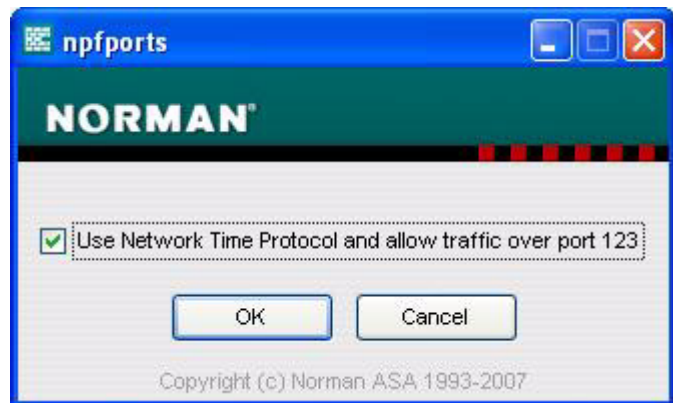 npfports
NORMAN®
Use Network Time Protocol and allow traffic over port 123
OK
Cancel
Copyright (c) Norman ASA 1993-2007